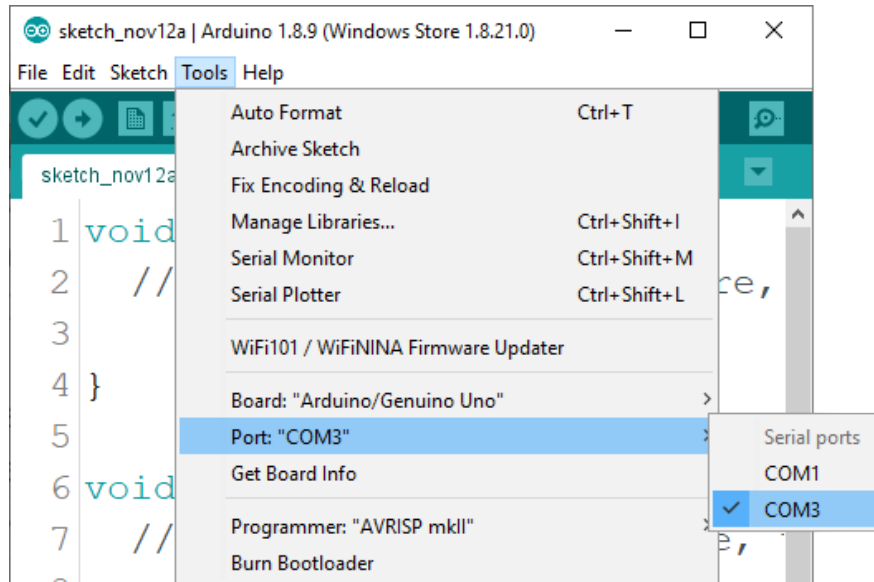 sketch_nov12a | Arduino 1.8.9 (Windows Store 1.8.21.0)
File Edit Sketch Tools Help
Auto Format Ctrl+T
Archive Sketch
sketch_nov12a
Fix Encoding & Reload
1 void
Manage Libraries... Ctrl+Shift+I
Serial Monitor Ctrl+Shift+M
2 // re,
Serial Plotter Ctrl+Shift+L
3
WiFi101 / WiFiNINA Firmware Updater
4 }
Board: "Arduino/Genuino Uno"
5
Port: "COM3"
Serial ports
Get Board Info
COM1
6 void
COM3
Programmer: "AVRISP mkII"
7 // e,
Burn Bootloader